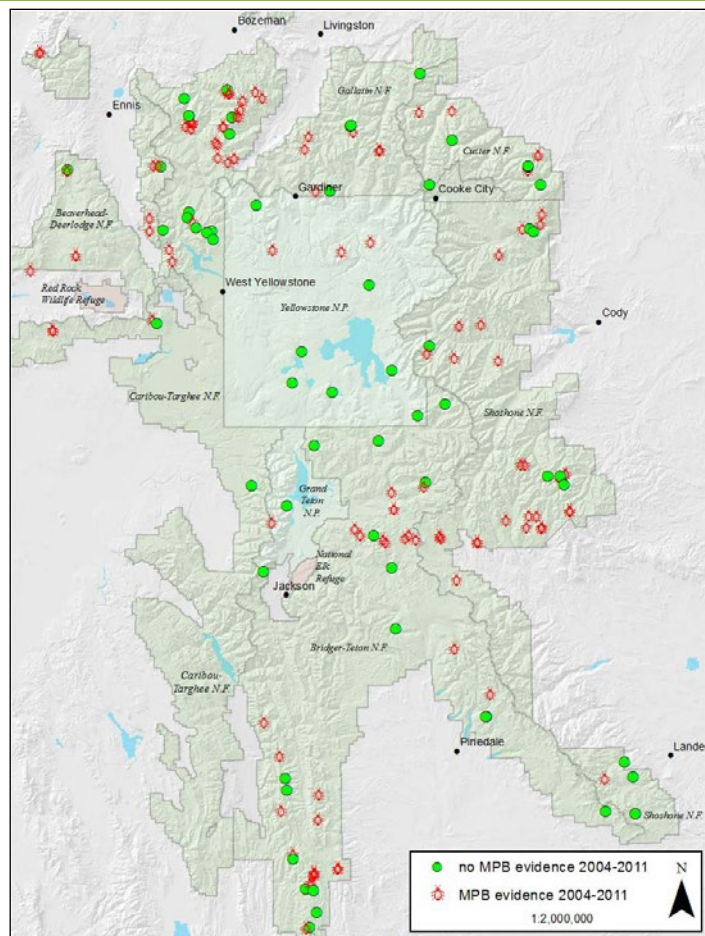 Bozeman
Livingston
Gallatin N.F.
Ennis
Custer N.F.
Gardiner
Cooke City
Beaverhead-
Deerlodge N.F.
West Yellowstone
Red Rock
Wildlife Refuge
Yellowstone N.P.
Cody
Caribou-Targhee N.F.
Shoshone N.F.
Grand
Teton
N.P.
National
Elk
Refuge
Jackson
Bridger-Teton N.F.
Caribou-
Targhee N.F.
Pinedale
Lande
Shoshone N.F.
no MPB evidence 2004-2011
N
MPB evidence 2004-2011
1:2,000,000